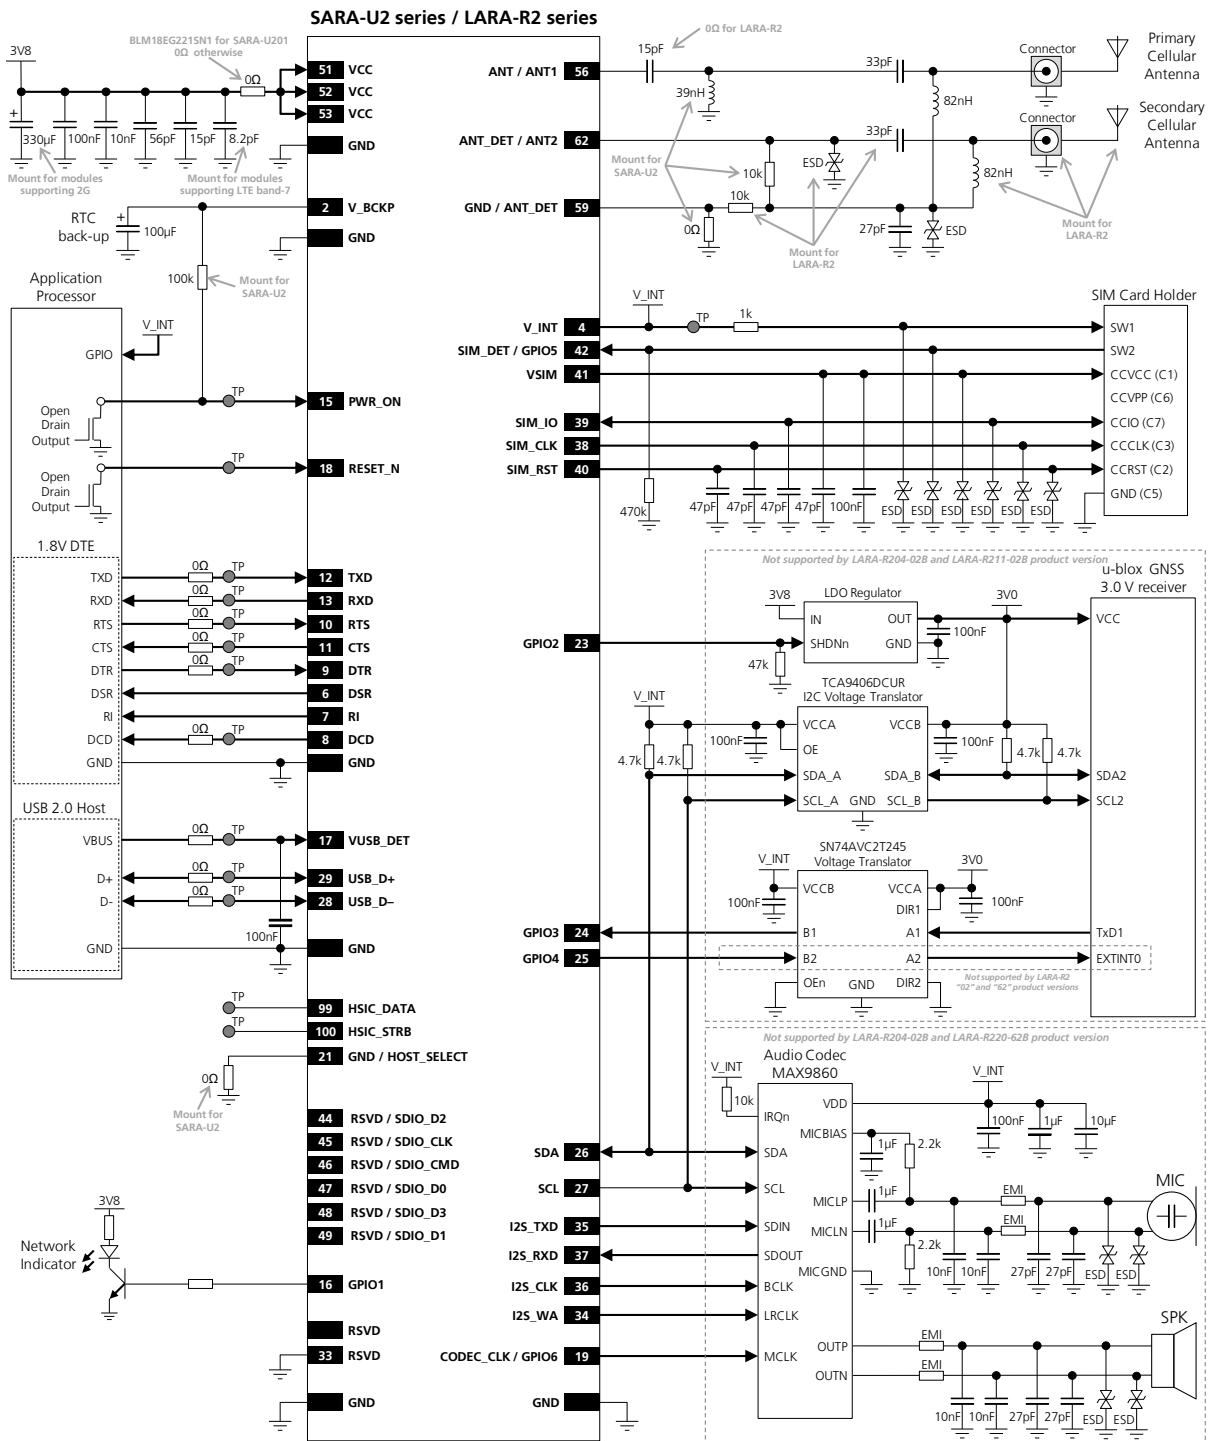 SARA-U2 series / LARA-R2 series
3V8
BLM18EG221SN1 for SARA-U201
0Ω otherwise
0Ω
51 VCC
52 VCC
53 VCC
GND
330µF
100nF
10nF
56pF
15pF
8.2pF
Mount for modules
supporting 2G
Mount for modules
supporting LTE band-7
2 V_BCKP
GND
RTC
back-up
100µF
100k
Mount for
SARA-U2
Application
Processor
V_INT
GPIO
TP
15 PWR_ON
Open
Drain
Output
TP
18 RESET_N
Open
Drain
Output
1.8V DTE
TXD 0Ω TP 12 TXD
RXD 0Ω TP 13 RXD
RTS 0Ω TP 10 RTS
CTS 0Ω TP 11 CTS
DTR 0Ω TP 9 DTR
DSR 6 DSR
RI 7 RI
DCD 0Ω TP 8 DCD
GND GND
USB 2.0 Host
VBUS 0Ω TP 17 VUSB_DET
D+ 0Ω TP 29 USB_D+
D- 0Ω TP 28 USB_D–
100nF
GND GND
TP 99 HSIC_DATA
TP 100 HSIC_STRB
21 GND / HOST_SELECT
0Ω
Mount for
SARA-U2
44 RSVD / SDIO_D2
45 RSVD / SDIO_CLK
46 RSVD / SDIO_CMD
47 RSVD / SDIO_D0
48 RSVD / SDIO_D3
49 RSVD / SDIO_D1
3V8
Network
Indicator
16 GPIO1
RSVD
33 RSVD
GND
ANT / ANT1 56
15pF
0Ω for LARA-R2
39nH
33pF
82nH
Connector
Primary
Cellular
Antenna
ANT_DET / ANT2 62
Mount for
SARA-U2
10k
ESD
33pF
82nH
Connector
Secondary
Cellular
Antenna
GND / ANT_DET 59
0Ω
10k
27pF
ESD
Mount for
LARA-R2
Mount for
LARA-R2
SIM Card Holder
V_INT
V_INT 4
TP
1k
SW1
SIM_DET / GPIO5 42
SW2
VSIM 41
CCVCC (C1)
CCVPP (C6)
SIM_IO 39
CCIO (C7)
SIM_CLK 38
CCCLK (C3)
SIM_RST 40
CCRST (C2)
GND (C5)
470k
47pF
47pF
47pF
47pF
100nF
ESD
ESD
ESD
ESD
ESD
ESD
Not supported by LARA-R204-02B and LARA-R211-02B product version
u-blox GNSS
3.0 V receiver
3V8
LDO Regulator
3V0
IN
OUT
VCC
GPIO2 23
SHDNn
GND
100nF
47k
TCA9406DCUR
I2C Voltage Translator
V_INT
VCCA
VCCB
100nF
OE
100nF
4.7k
4.7k
4.7k
4.7k
SDA_A
SDA_B
SDA2
SCL_A
GND
SCL_B
SCL2
SN74AVC2T245
Voltage Translator
V_INT
3V0
VCCB
VCCA
100nF
DIR1
100nF
GPIO3 24
B1
A1
TxD1
GPIO4 25
B2
A2
EXTINT0
OEn
GND
DIR2
Not supported by LARA-R2
"02" and "62" product versions
Not supported by LARA-R204-02B and LARA-R220-62B product version
Audio Codec
MAX9860
V_INT
10k
IRQn
VDD
V_INT
100nF
1µF
10µF
MICBIAS
1µF
2.2k
SDA 26
SDA
SCL 27
SCL
MICLP
1µF
EMI
MIC
I2S_TXD 35
SDIN
MICLN
1µF
EMI
2.2k
I2S_RXD 37
SDOUT
MICGND
10nF
10nF
27pF
27pF
ESD
ESD
I2S_CLK 36
BCLK
I2S_WA 34
LRCLK
SPK
CODEC_CLK / GPIO6 19
MCLK
OUTP
EMI
OUTN
EMI
10nF
10nF
27pF
27pF
ESD
ESD
GND